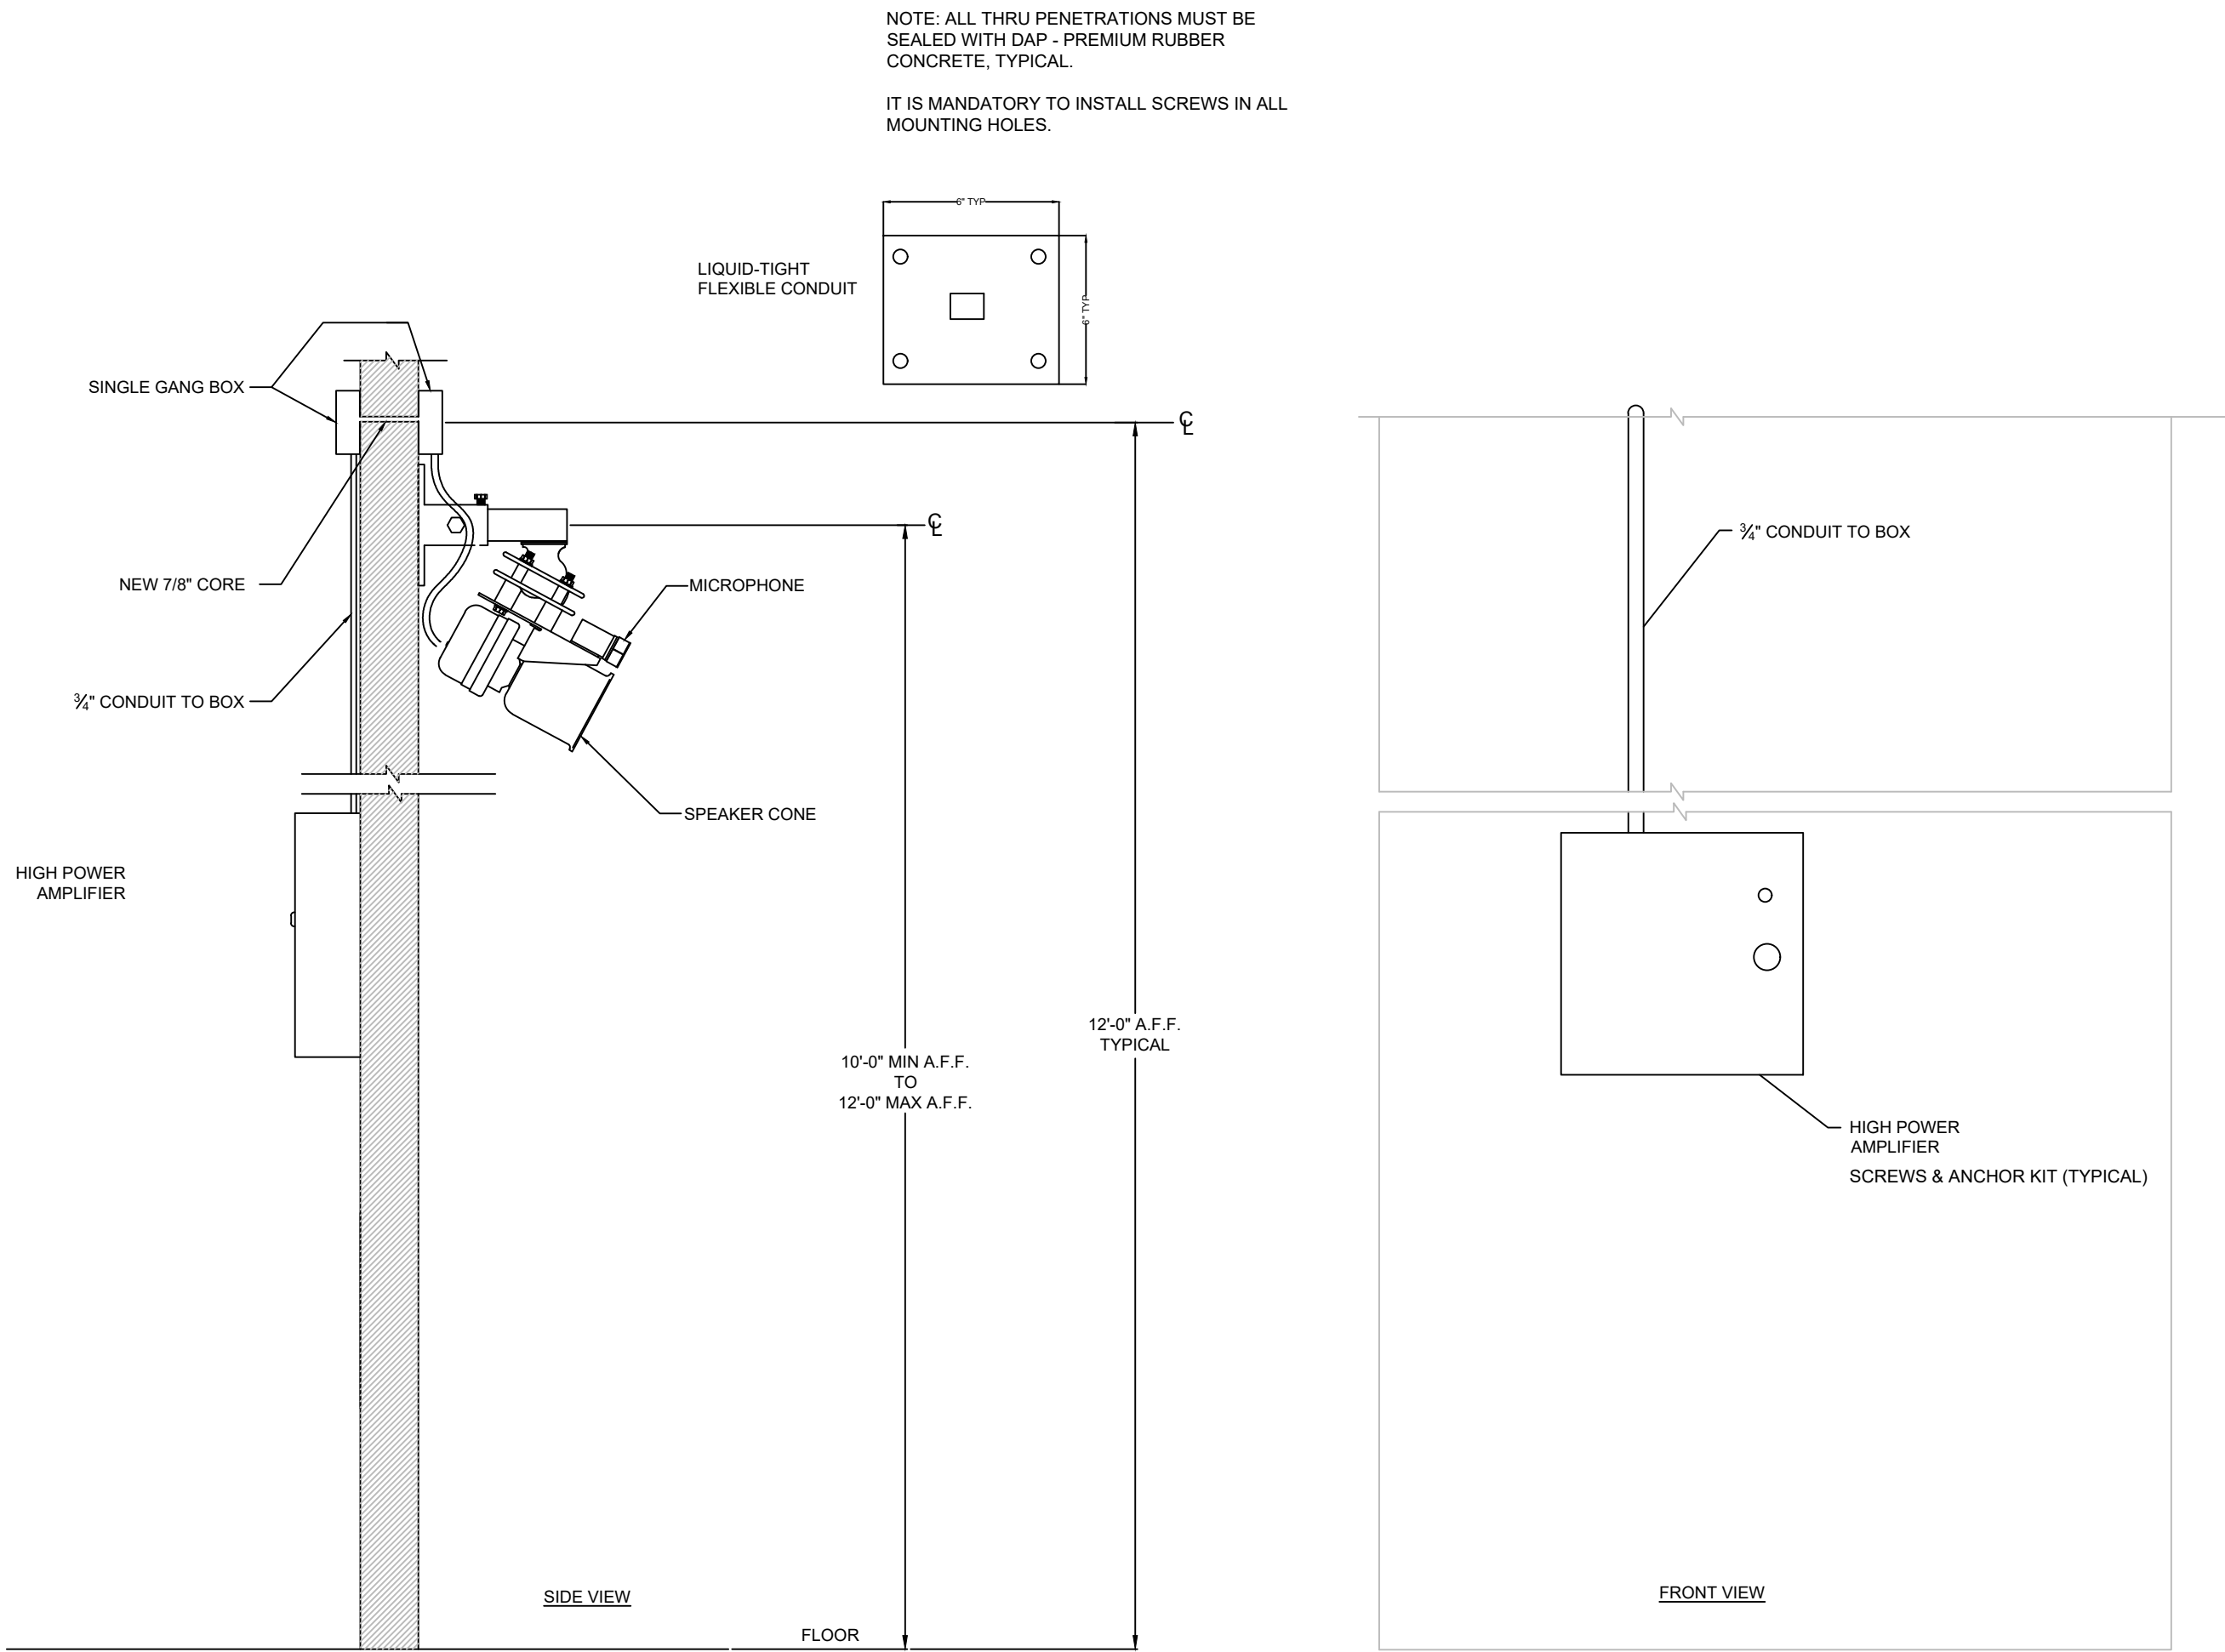 NOTE: ALL THRU PENETRATIONS MUST BE
SEALED WITH DAP - PREMIUM RUBBER
CONCRETE, TYPICAL.
IT IS MANDATORY TO INSTALL SCREWS IN ALL
MOUNTING HOLES.
6" TYP
LIQUID-TIGHT
FLEXIBLE CONDUIT
6" TYP
SINGLE GANG BOX
℄
℄
¾" CONDUIT TO BOX
NEW 7/8" CORE
MICROPHONE
¾" CONDUIT TO BOX
SPEAKER CONE
HIGH POWER
AMPLIFIER
12'-0" A.F.F.
TYPICAL
10'-0" MIN A.F.F.
TO
12'-0" MAX A.F.F.
HIGH POWER
AMPLIFIER
SCREWS & ANCHOR KIT (TYPICAL)
SIDE VIEW
FRONT VIEW
FLOOR